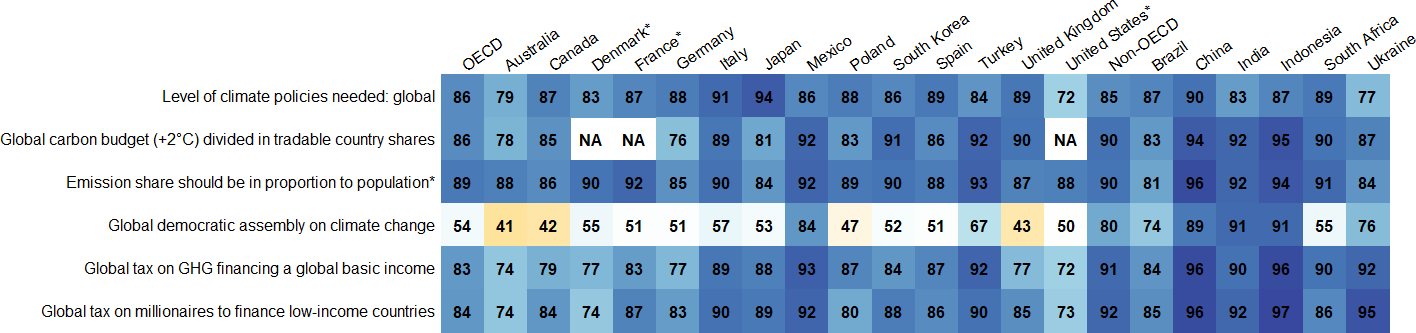 OECD Australia Canada Denmark* France* Germany Italy Japan Mexico Poland South Korea Spain Turkey United Kingdom United States* Non-OECD Brazil China India Indonesia South Africa Ukraine
Level of climate policies needed: global 86 79 87 83 87 88 91 94 86 88 86 89 84 89 72 85 87 90 83 87 89 77
Global carbon budget (+2°C) divided in tradable country shares 86 78 85 NA NA 76 89 81 92 83 91 86 92 90 NA 90 83 94 92 95 90 87
Emission share should be in proportion to population* 89 88 86 90 92 85 90 84 92 89 90 88 93 87 88 90 81 96 92 94 91 84
Global democratic assembly on climate change 54 41 42 55 51 51 57 53 84 47 52 51 67 43 50 80 74 89 91 91 55 76
Global tax on GHG financing a global basic income 83 74 79 77 83 77 89 88 93 87 84 87 92 77 72 91 84 96 90 96 90 92
Global tax on millionaires to finance low-income countries 84 74 84 74 87 83 90 89 92 80 88 86 90 85 73 92 85 96 92 97 86 95